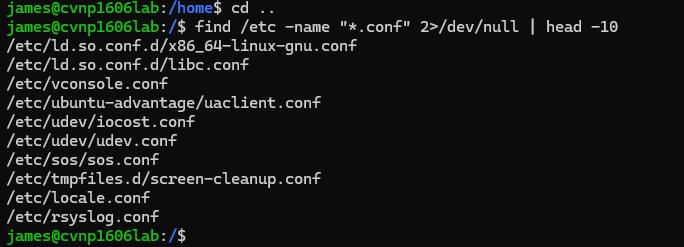 james@cvnp1606lab:/home$ cd ..
james@cvnp1606lab:/$ find /etc -name "*.conf" 2>/dev/null | head -10
/etc/ld.so.conf.d/x86_64-linux-gnu.conf
/etc/ld.so.conf.d/libc.conf
/etc/vconsole.conf
/etc/ubuntu-advantage/uaclient.conf
/etc/udev/iocost.conf
/etc/udev/udev.conf
/etc/sos/sos.conf
/etc/tmpfiles.d/screen-cleanup.conf
/etc/locale.conf
/etc/rsyslog.conf
james@cvnp1606lab:/$